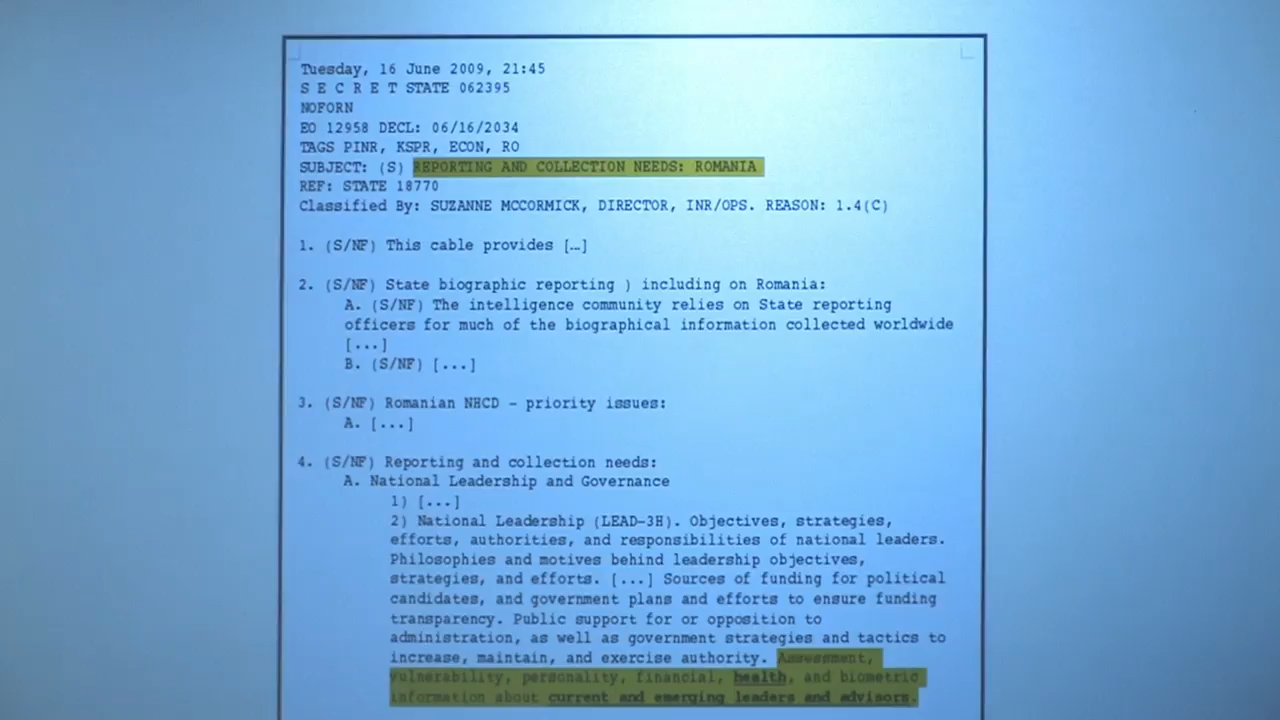 Tuesday, 16 June 2009, 21:45
S E C R E T STATE 062395
NOFORN
EO 12958 DECL: 06/16/2034
TAGS PINR, KSPR, ECON, RO
SUBJECT: (S) REPORTING AND COLLECTION NEEDS: ROMANIA
REF: STATE 18770
Classified By: SUZANNE MCCORMICK, DIRECTOR, INR/OPS. REASON: 1.4(C)
1. (S/NF) This cable provides […]
2. (S/NF) State biographic reporting ) including on Romania:
A. (S/NF) The intelligence community relies on State reporting
officers for much of the biographical information collected worldwide
[...]
B. (S/NF) [...]
3. (S/NF) Romanian NHCD - priority issues:
A. [...]
4. (S/NF) Reporting and collection needs:
A. National Leadership and Governance
1) [...]
2) National Leadership (LEAD-3H). Objectives, strategies,
efforts, authorities, and responsibilities of national leaders.
Philosophies and motives behind leadership objectives,
strategies, and efforts. [...] Sources of funding for political
candidates, and government plans and efforts to ensure funding
transparency. Public support for or opposition to
administration, as well as government strategies and tactics to
increase, maintain, and exercise authority. Assessment,
vulnerability, personality, financial, health, and biometric
information about current and emerging leaders and advisors.